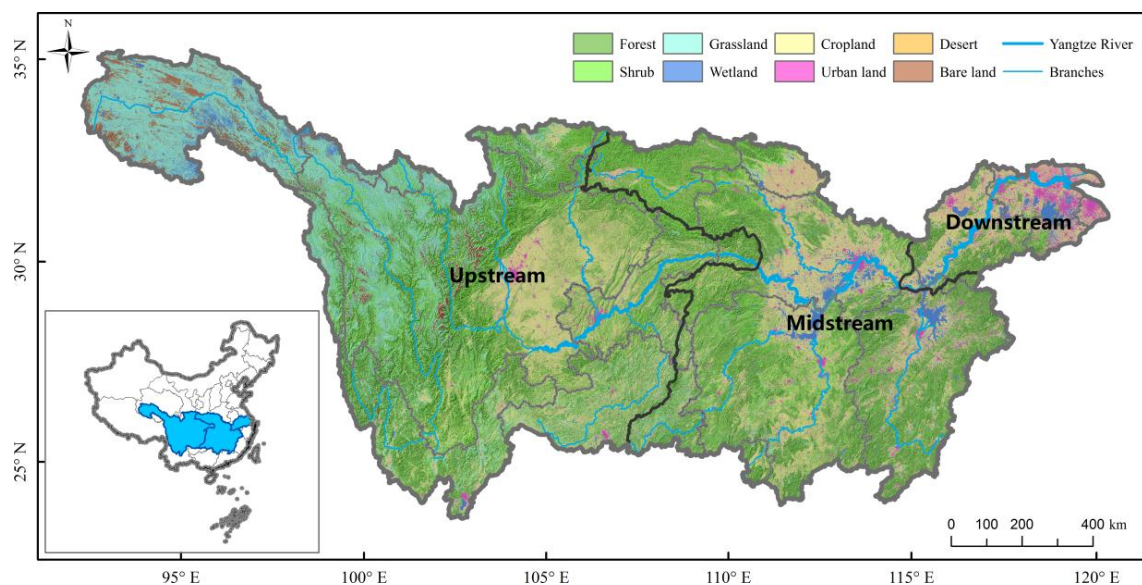 N
35° N
30° N
25° N
Forest Grassland Cropland Desert Yangtze River
Shrub Wetland Urban land Bare land Branches
Downstream
Upstream
Midstream
0 100 200 400 km
95° E 100° E 105° E 110° E 115° E 120° E